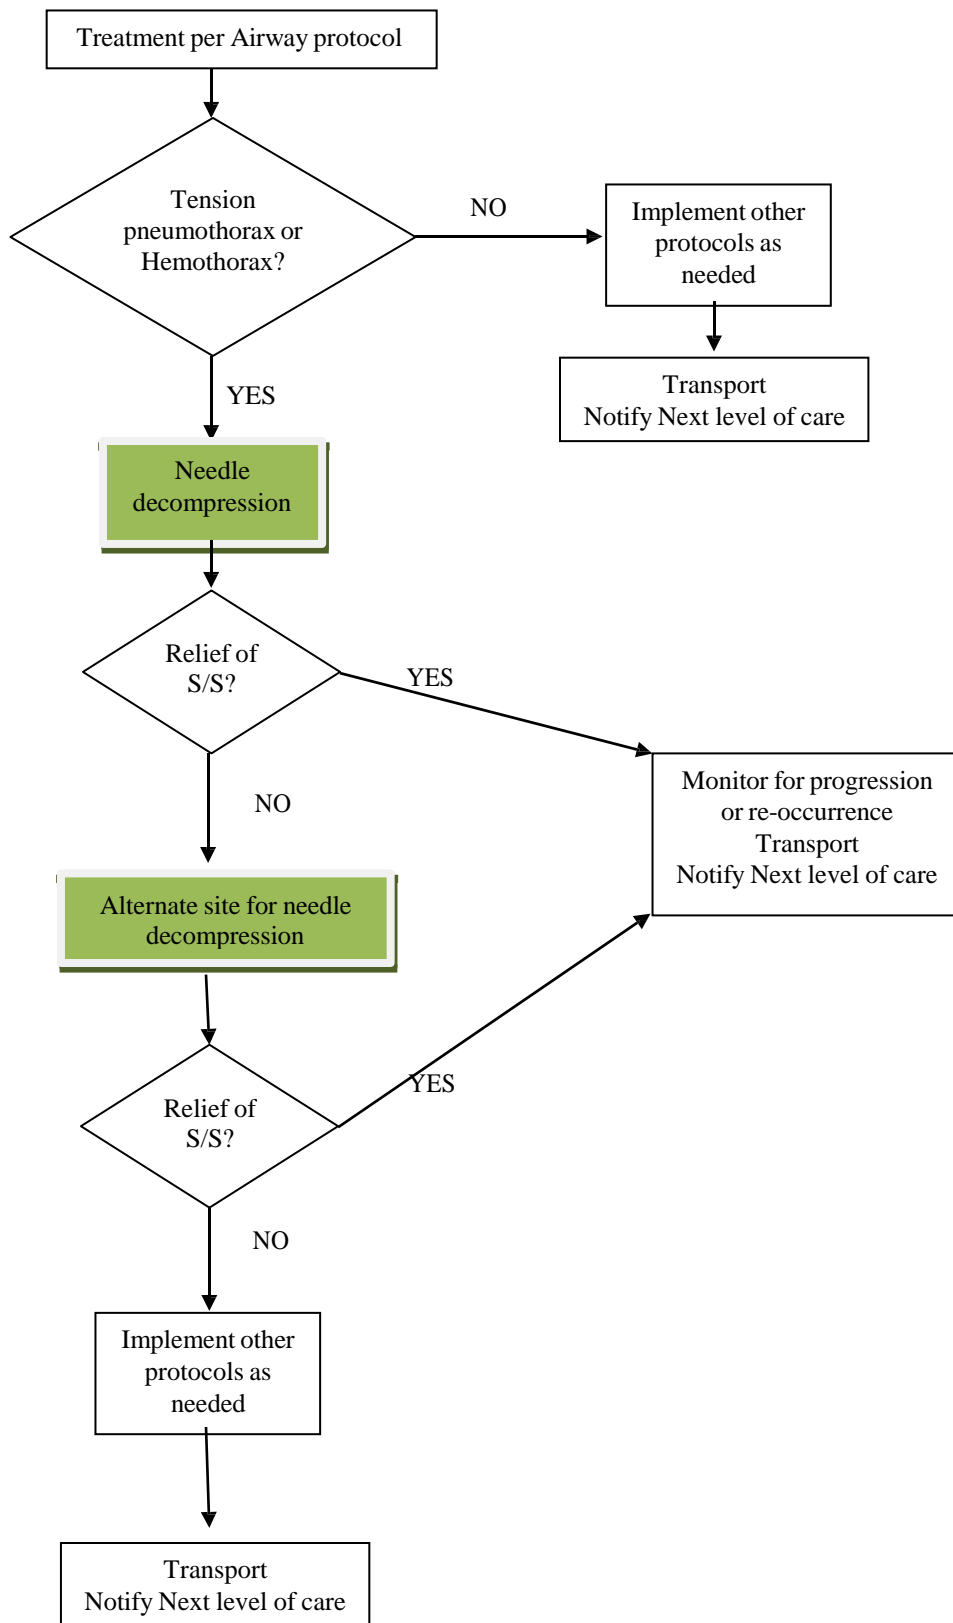 Treatment per Airway protocol
Tension
pneumothorax or
Hemothorax?
NO
Implement other
protocols as
needed
Transport
Notify Next level of care
YES
Needle
decompression
Relief of
S/S?
YES
NO
Monitor for progression
or re-occurrence
Transport
Notify Next level of care
Alternate site for needle
decompression
Relief of
S/S?
YES
NO
Implement other
protocols as
needed
Transport
Notify Next level of care